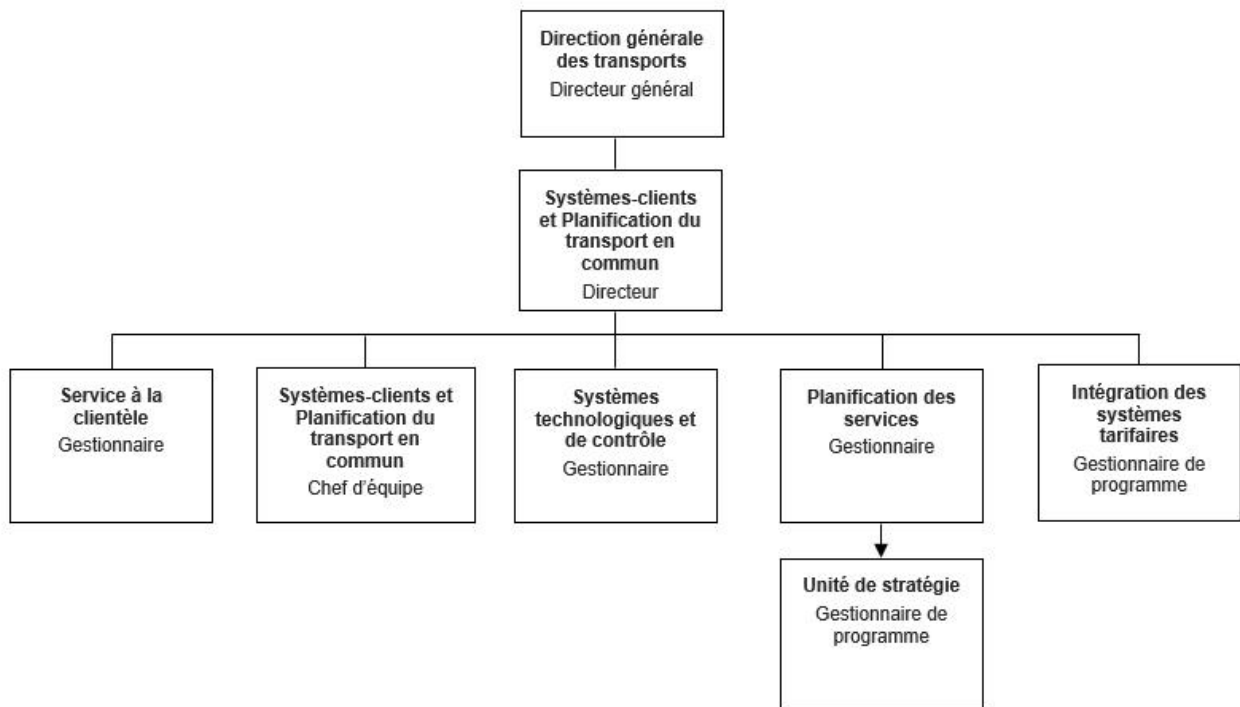 Direction générale
des transports
Directeur général
Systèmes-clients
et Planification du
transport en
commun
Directeur
Service à la
clientèle
Gestionnaire
Systèmes-clients et
Planification du
transport en
commun
Chef d’équipe
Systèmes
technologiques et
de contrôle
Gestionnaire
Planification des
services
Gestionnaire
Intégration des
systèmes
tarifaires
Gestionnaire de
programme
Unité de stratégie
Gestionnaire de
programme